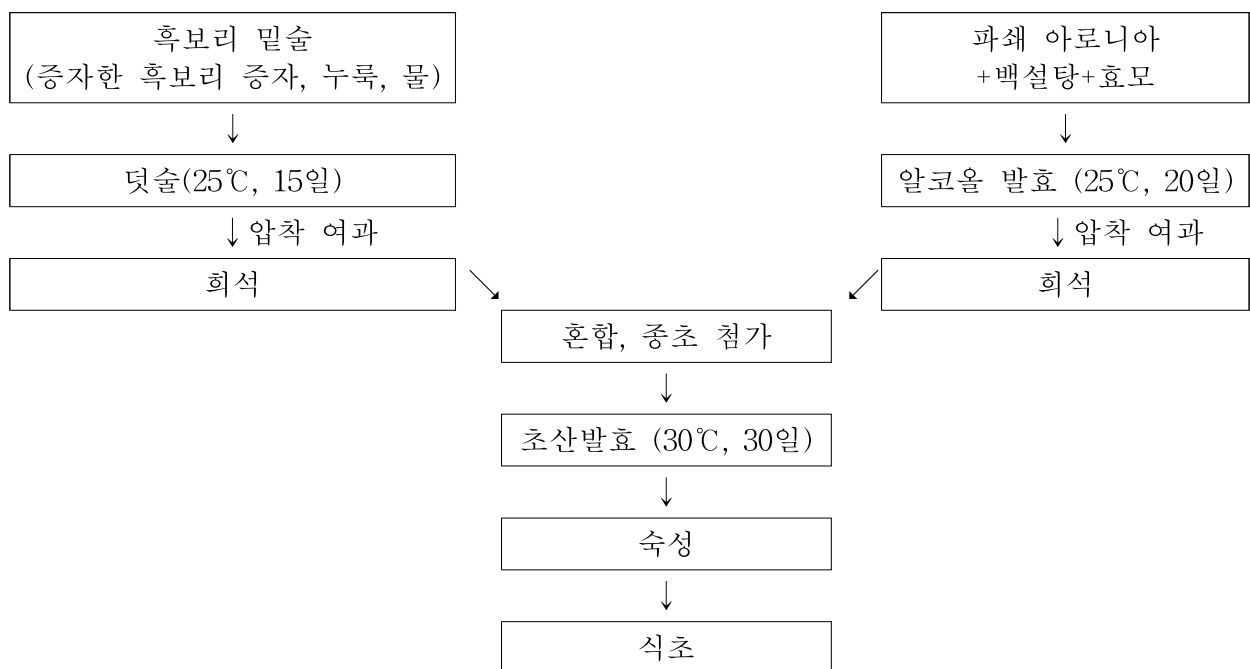 흑보리 밑술
(증자한 흑보리 증자, 누룩, 물)
↓
덧술(25℃, 15일)
↓ 압착 여과
희석
파쇄 아로니아
+백설탕+효모
↓
알코올 발효 (25℃, 20일)
↓ 압착 여과
희석
혼합, 종초 첨가
↓
초산발효 (30℃, 30일)
↓
숙성
↓
식초